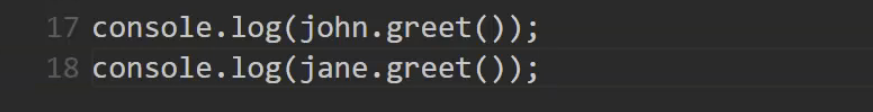 17 console.log(john.greet());
18 console.log(jane.greet());